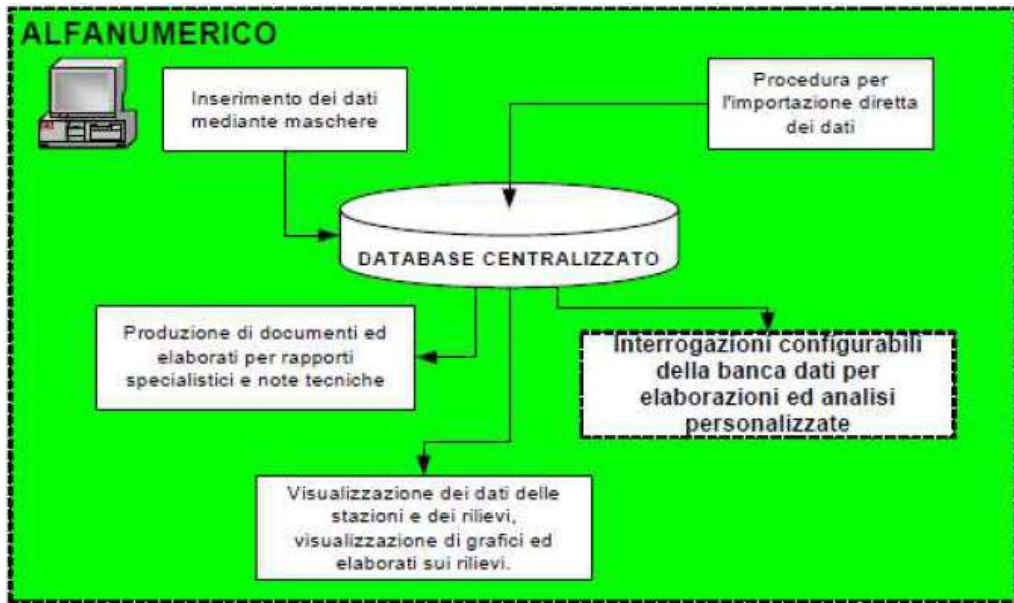 ALFANUMERICO
Inserimento dei dati
mediante maschere
Procedura per
l'importazione diretta
dei dati
DATABASE CENTRALIZZATO
Produzione di documenti ed
elaborati per rapporti
specialistici e note tecniche
Interrogazioni configurabili
della banca dati per
elaborazioni ed analisi
personalizzate
Visualizzazione dei dati delle
stazioni e dei rilievi,
visualizzazione di grafici ed
elaborati sui rilievi.